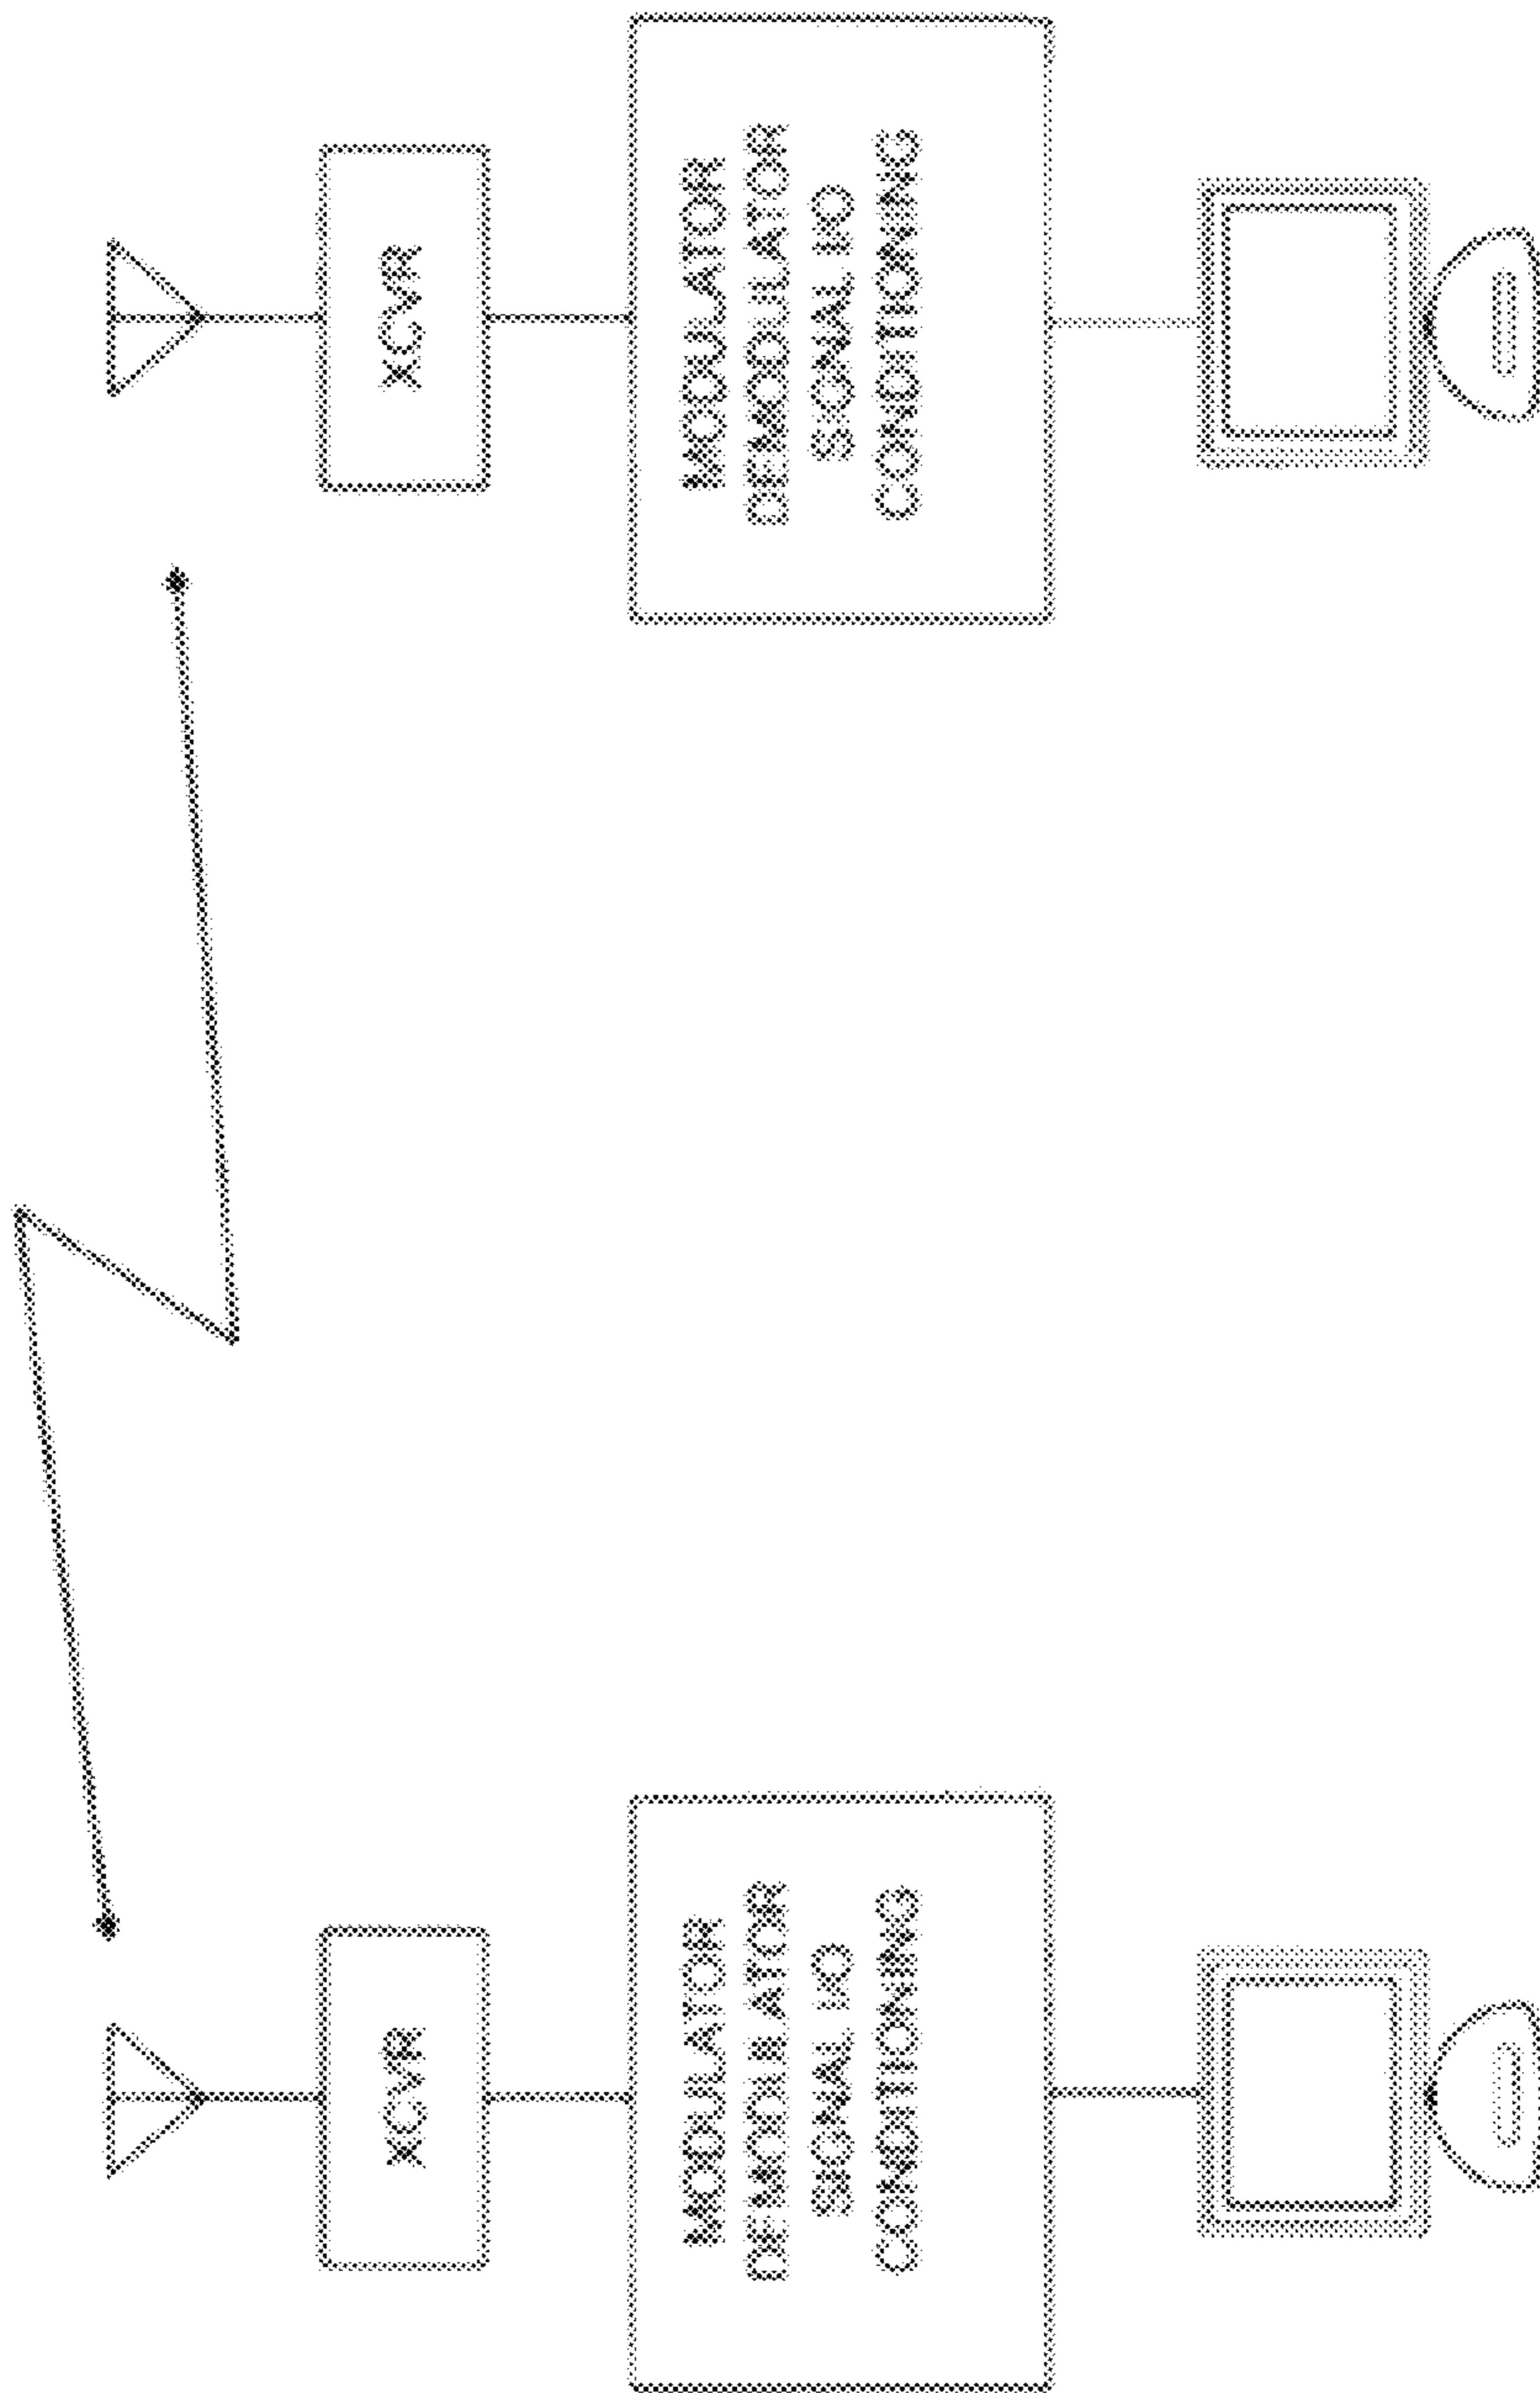 XCVR
MODULATOR
DEMODULATOR
SIGNAL I/O
CONDITIONING
XCVR
MODULATOR
DEMODULATOR
SIGNAL I/O
CONDITIONING